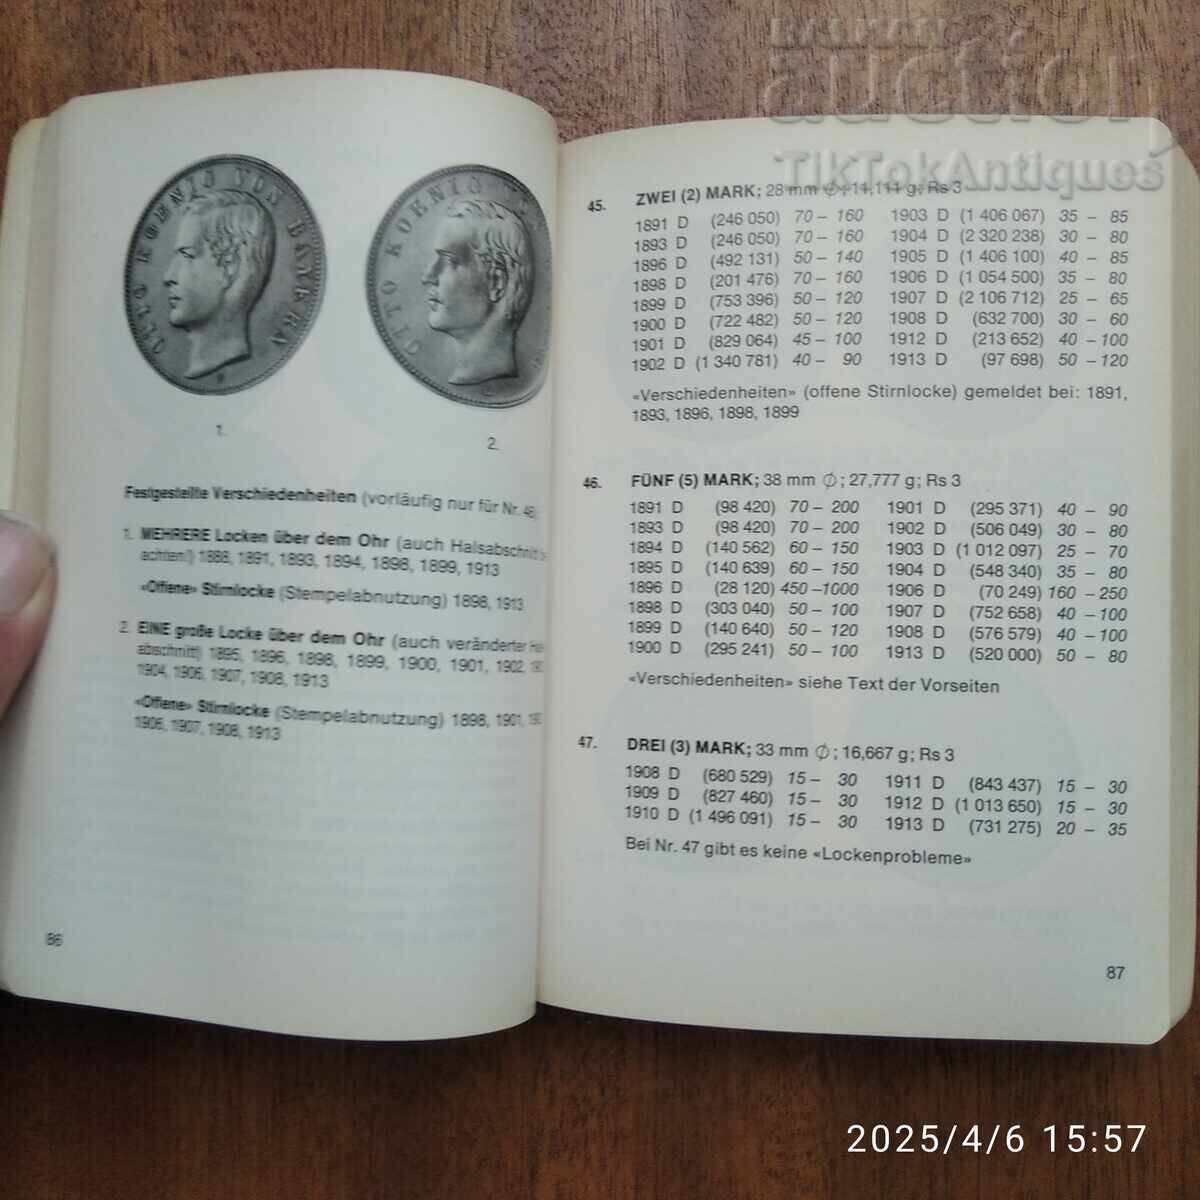 BALKAN
auction
TikTokAntiques
OTTO KOENIG VON BAYERN
OTTO KOENIG
1.
2.
Festgestellte Verschiedenheiten (vorläufig nur für Nr. 46):
1. MEHRERE Locken über dem Ohr (auch Halsabschnitt
achten!) 1888, 1891, 1893, 1894, 1898, 1899, 1913
«Offene» Stirnlocke (Stempelabnutzung) 1898, 1913
2. EINE große Locke über dem Ohr (auch veränderter
abschnitt) 1895, 1896, 1898, 1899, 1900, 1901, 1902,
1904, 1906, 1907, 1908, 1913
«Offene» Stirnlocke (Stempelabnutzung) 1898, 1901,
1906, 1907, 1908, 1913
86
45. ZWEI (2) MARK; 28 mm ∅; 11,111 g; Rs 3
1891 D (246 050) 70 – 160 1903 D (1 406 067) 35 – 85
1893 D (246 050) 70 – 160 1904 D (2 320 238) 30 – 80
1896 D (492 131) 50 – 140 1905 D (1 406 100) 40 – 85
1898 D (201 476) 70 – 160 1906 D (1 054 500) 35 – 80
1899 D (753 396) 50 – 120 1907 D (2 106 712) 25 – 65
1900 D (722 482) 50 – 120 1908 D (632 700) 30 – 60
1901 D (829 064) 45 – 100 1912 D (213 652) 40 – 100
1902 D (1 340 781) 40 – 90 1913 D (97 698) 50 – 120
«Verschiedenheiten» (offene Stirnlocke) gemeldet bei: 1891,
1893, 1896, 1898, 1899
46. FÜNF (5) MARK; 38 mm ∅; 27,777 g; Rs 3
1891 D (98 420) 70 – 200 1901 D (295 371) 40 – 90
1893 D (98 420) 70 – 200 1902 D (506 049) 30 – 80
1894 D (140 562) 60 – 150 1903 D (1 012 097) 25 – 70
1895 D (140 639) 60 – 150 1904 D (548 340) 35 – 80
1896 D (28 120) 450 – 1000 1906 D (70 249) 160 – 250
1898 D (303 040) 50 – 100 1907 D (752 658) 40 – 100
1899 D (140 640) 50 – 120 1908 D (576 579) 40 – 100
1900 D (295 241) 50 – 100 1913 D (520 000) 50 – 80
«Verschiedenheiten» siehe Text der Vorseiten
47. DREI (3) MARK; 33 mm ∅; 16,667 g; Rs 3
1908 D (680 529) 15 – 30 1911 D (843 437) 15 – 30
1909 D (827 460) 15 – 30 1912 D (1 013 650) 15 – 30
1910 D (1 496 091) 15 – 30 1913 D (731 275) 20 – 35
Bei Nr. 47 gibt es keine «Lockenprobleme»
87
2025/4/6 15:57